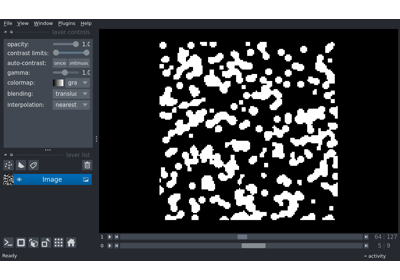 File View Window Plugins Help
layer controls
opacity: 1.0
contrast limits:
auto-contrast: once
gamma: 1.0
colormap: gra
blending: translu
interpolation: nearest
layer list
Image
1 64 127
0 5 9
Ready activity